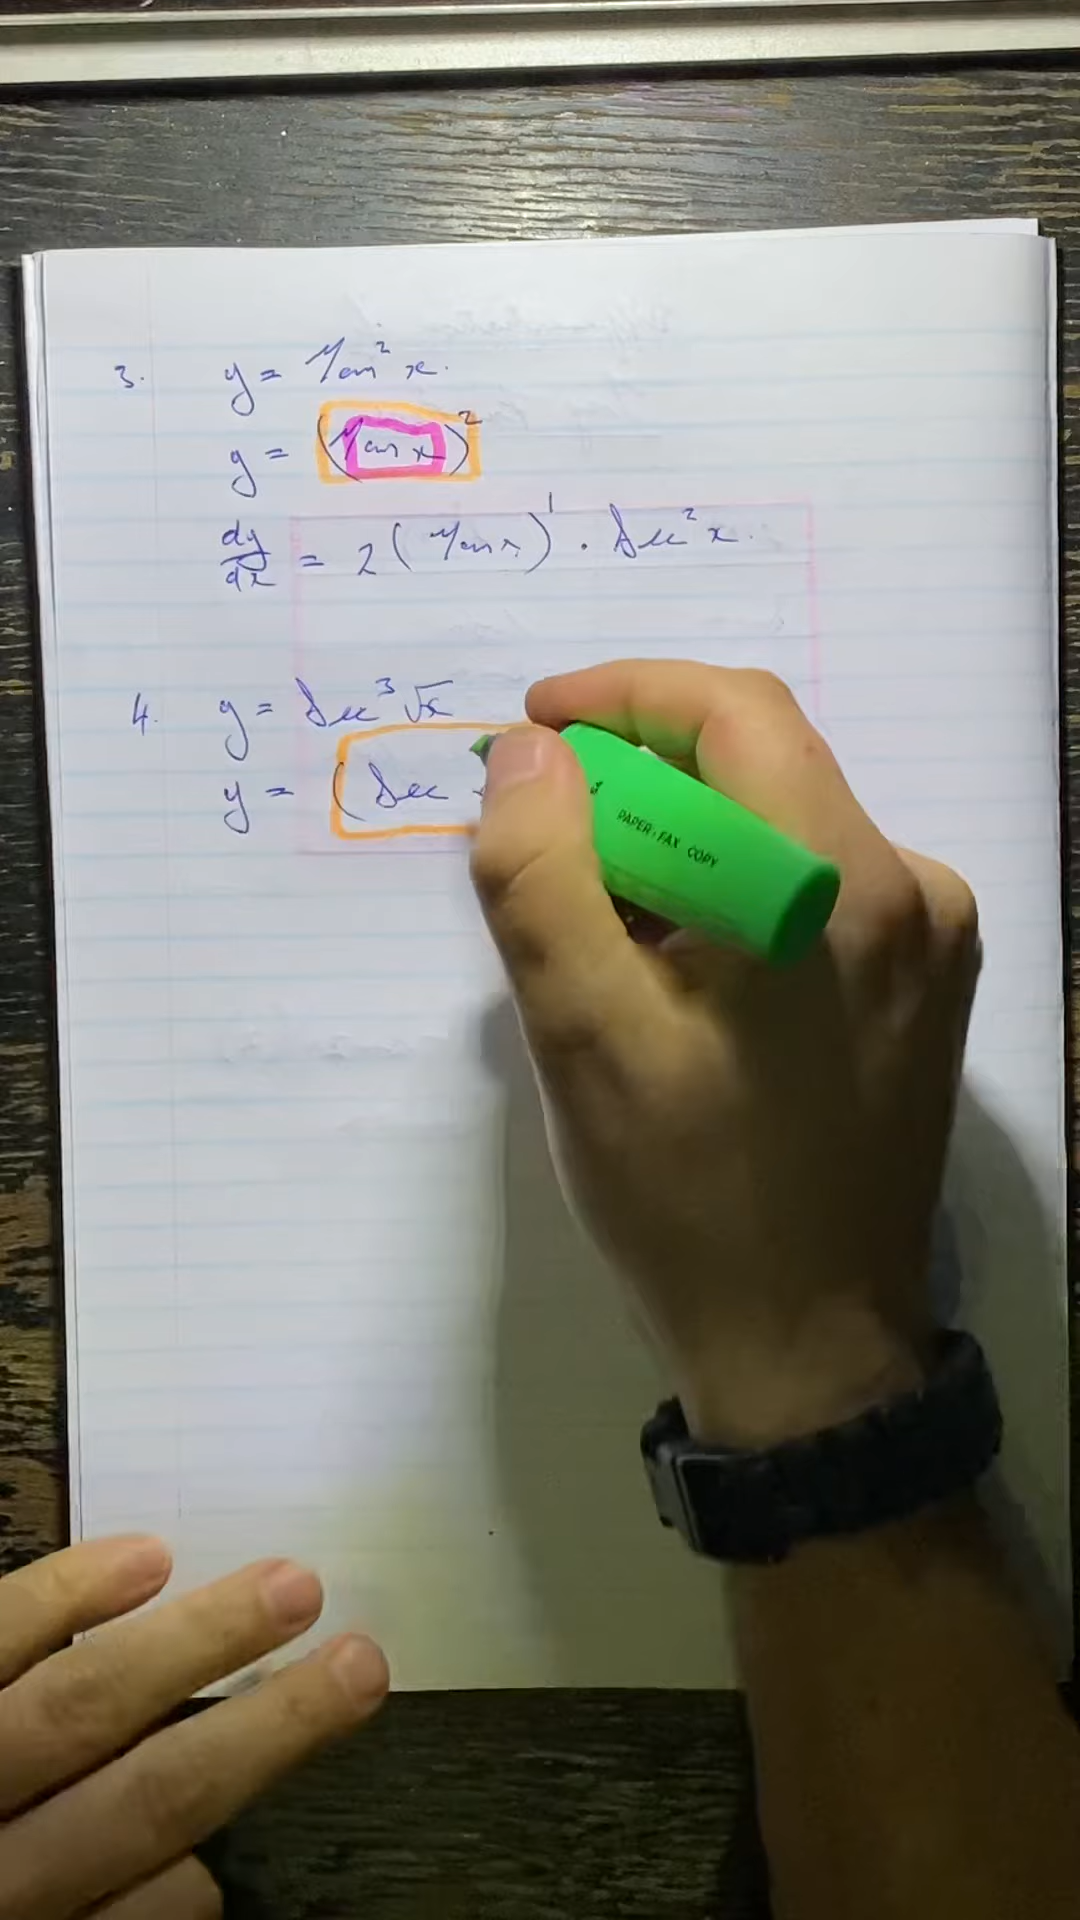 3. y = Tan² x.
y = (Tan x)²
dy/dx = 2 (Tan x)¹ . Sec² x.
4. y = Sec³ √x
y = ( Sec
PAPER·FAX COPY